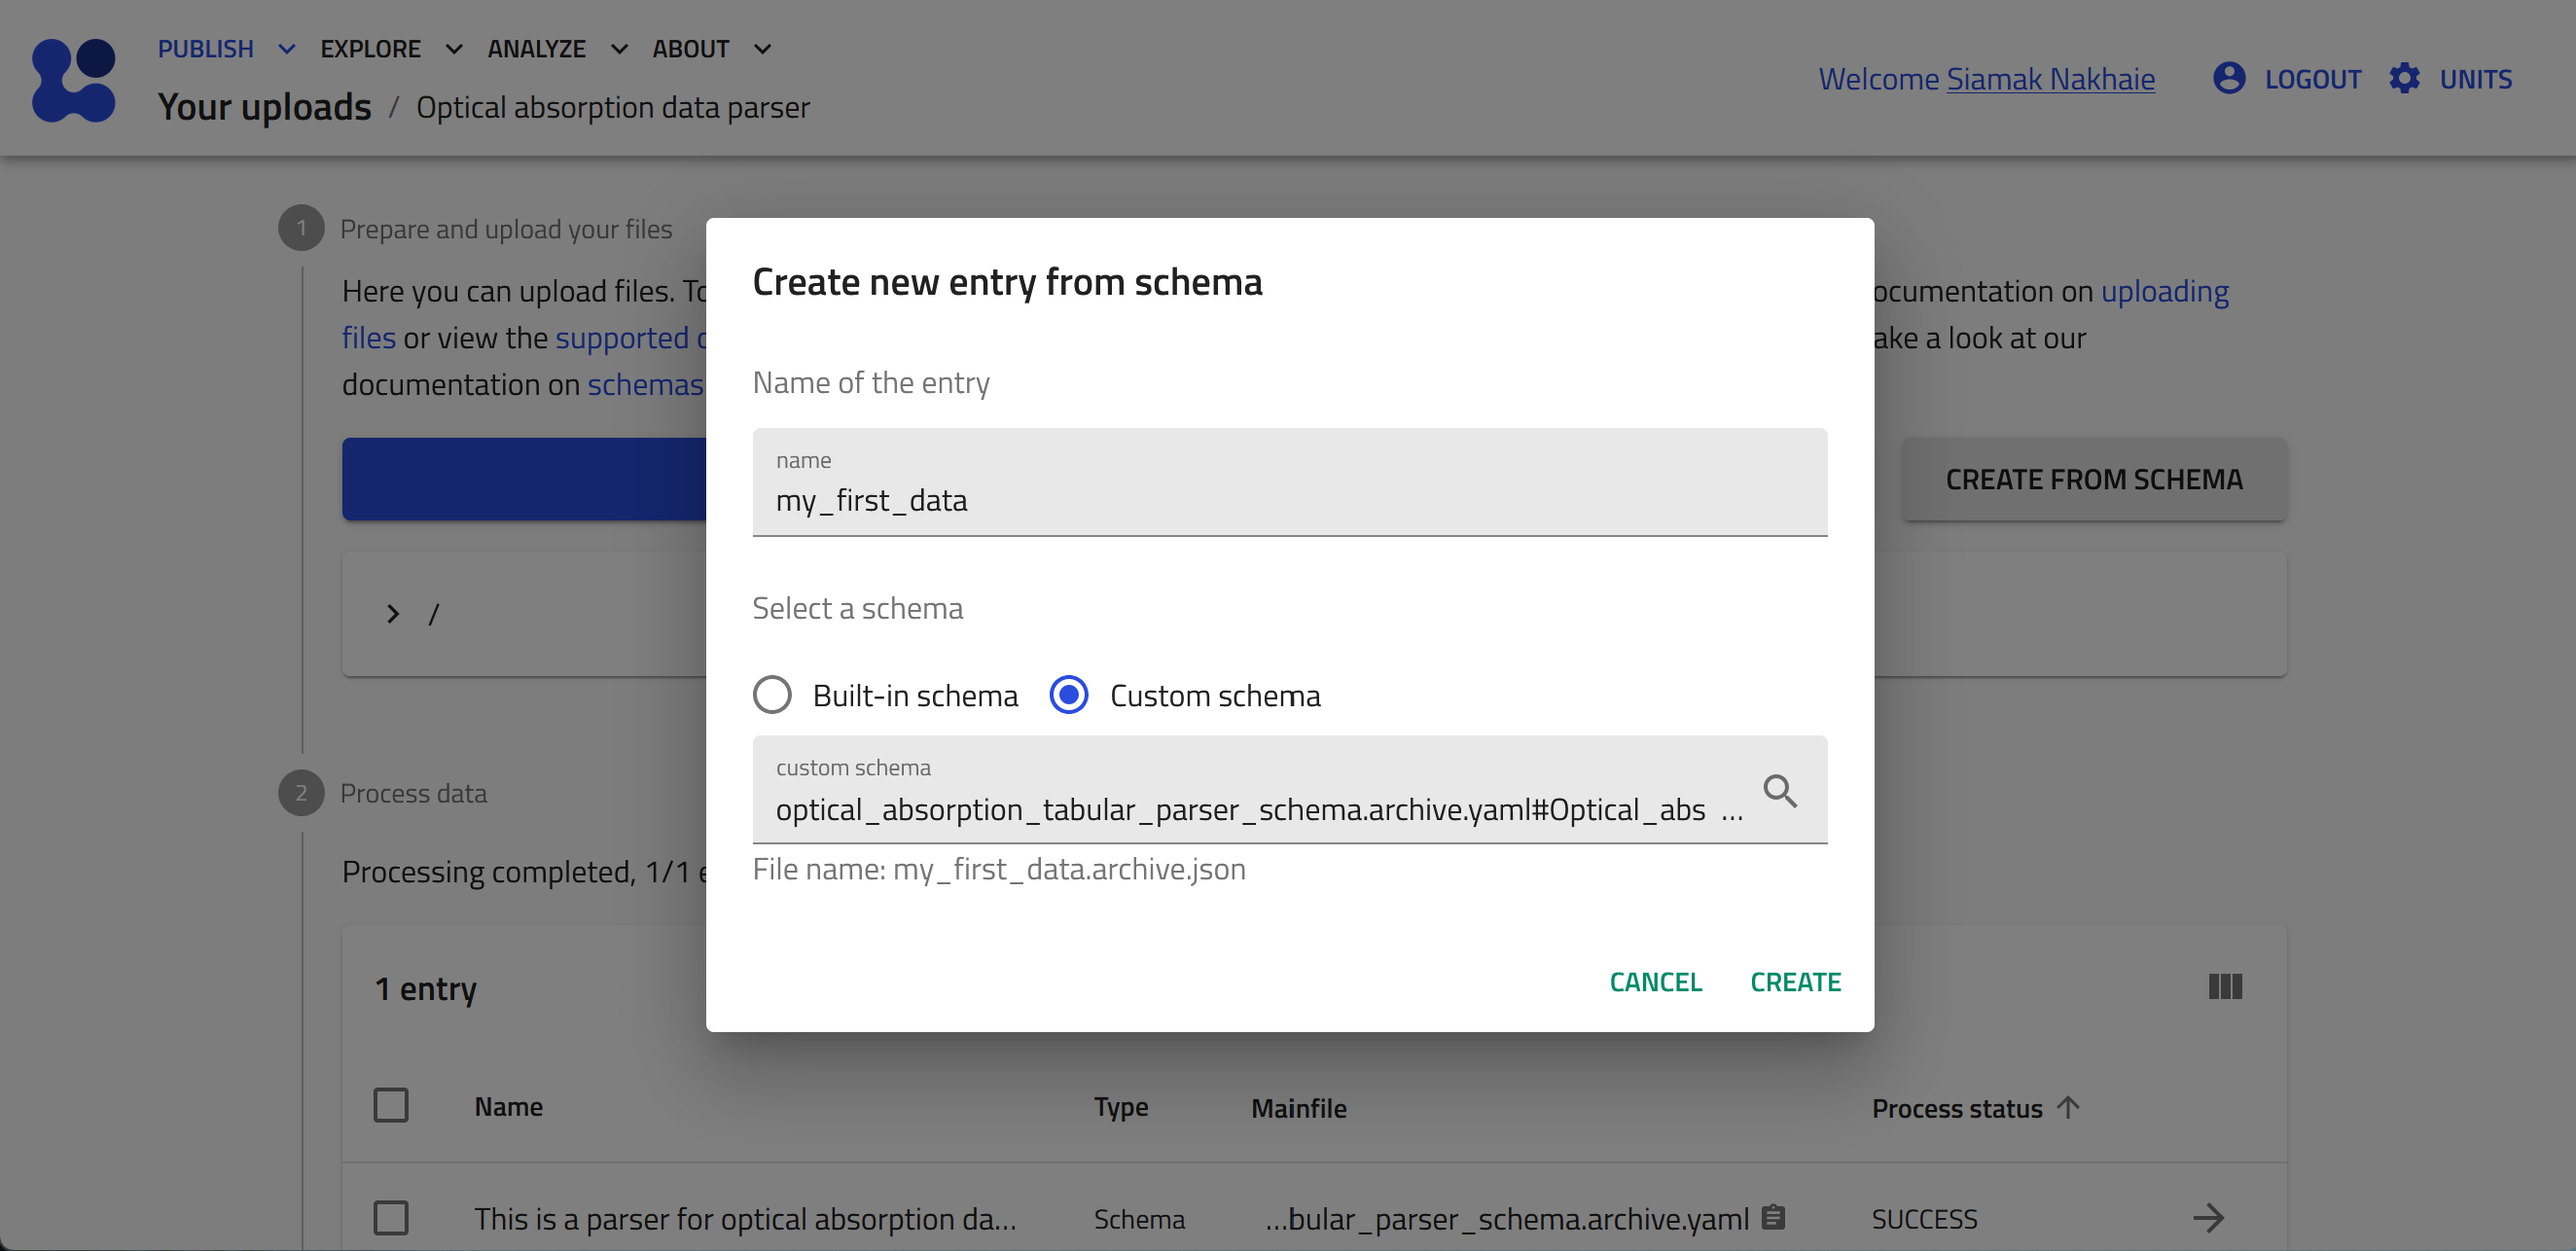 PUBLISH EXPLORE ANALYZE ABOUT
Your uploads / Optical absorption data parser
Welcome Siamak Nakhaie LOGOUT UNITS
1 Prepare and upload your files
Here you can upload files. ocumentation on uploading
files or view the supported ake a look at our
documentation on schemas
CREATE FROM SCHEMA
/
2 Process data
Processing completed, 1/1
1 entry
Name Type Mainfile Process status
This is a parser for optical absorption da... Schema ...bular_parser_schema.archive.yaml SUCCESS
Create new entry from schema
Name of the entry
name
my_first_data
Select a schema
Built-in schema Custom schema
custom schema
optical_absorption_tabular_parser_schema.archive.yaml#Optical_abs ...
File name: my_first_data.archive.json
CANCEL CREATE